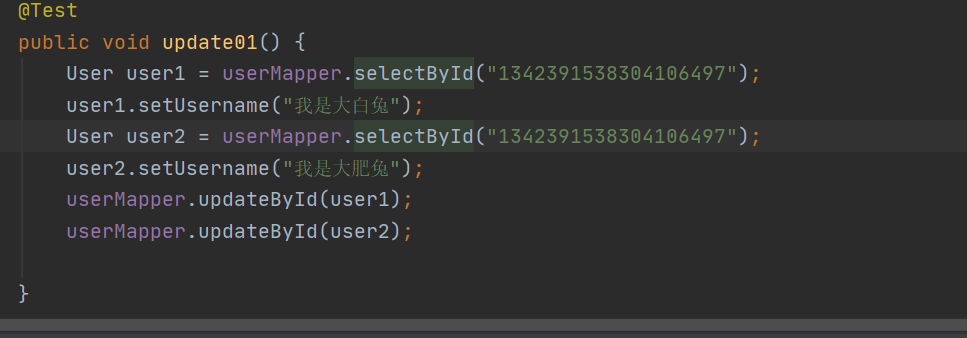 @Test
public void update01() {
User user1 = userMapper.selectById("1342391538304106497");
user1.setUsername("我是大白兔");
User user2 = userMapper.selectById("1342391538304106497");
user2.setUsername("我是大肥兔");
userMapper.updateById(user1);
userMapper.updateById(user2);
}